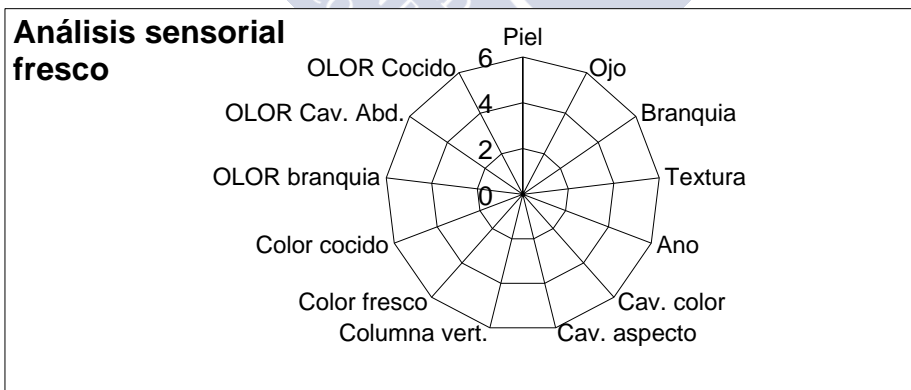 Análisis sensorial
fresco
Piel
Ojo
Branquia
Textura
Ano
Cav. color
Cav. aspecto
Columna vert.
Color fresco
Color cocido
OLOR branquia
OLOR Cav. Abd.
OLOR Cocido
6
4
2
0